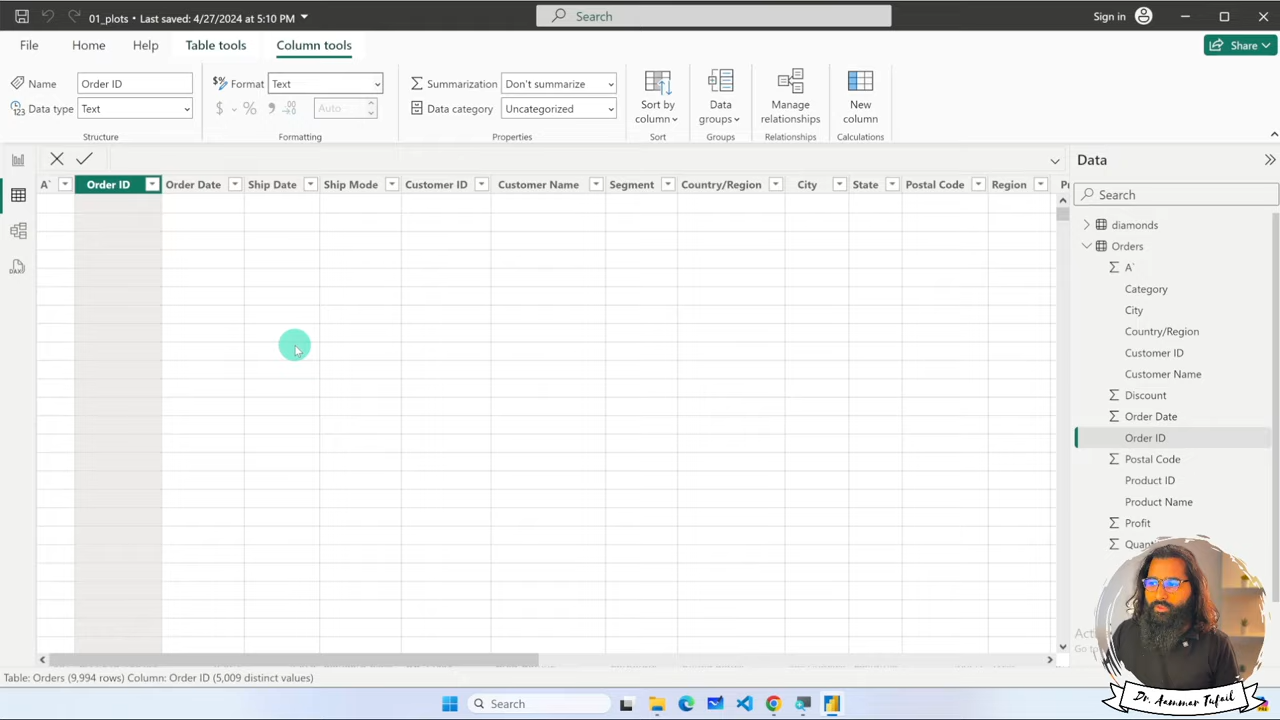 01_plots • Last saved: 4/27/2024 at 5:10 PM
Search
Sign in
File
Home
Help
Table tools
Column tools
Share
Name
Order ID
Data type
Text
Structure
Format
Text
$
%
Auto
Formatting
Summarization
Don't summarize
Data category
Uncategorized
Properties
Sort by column
Sort
Data groups
Groups
Manage relationships
Relationships
New column
Calculations
A`
Order ID
Order Date
Ship Date
Ship Mode
Customer ID
Customer Name
Segment
Country/Region
City
State
Postal Code
Region
Data
Search
diamonds
Orders
A`
Category
City
Country/Region
Customer ID
Customer Name
Discount
Order Date
Order ID
Postal Code
Product ID
Product Name
Profit
Table: Orders (9,994 rows) Column: Order ID (5,009 distinct values)
Search
Dr. Aammar Tufail